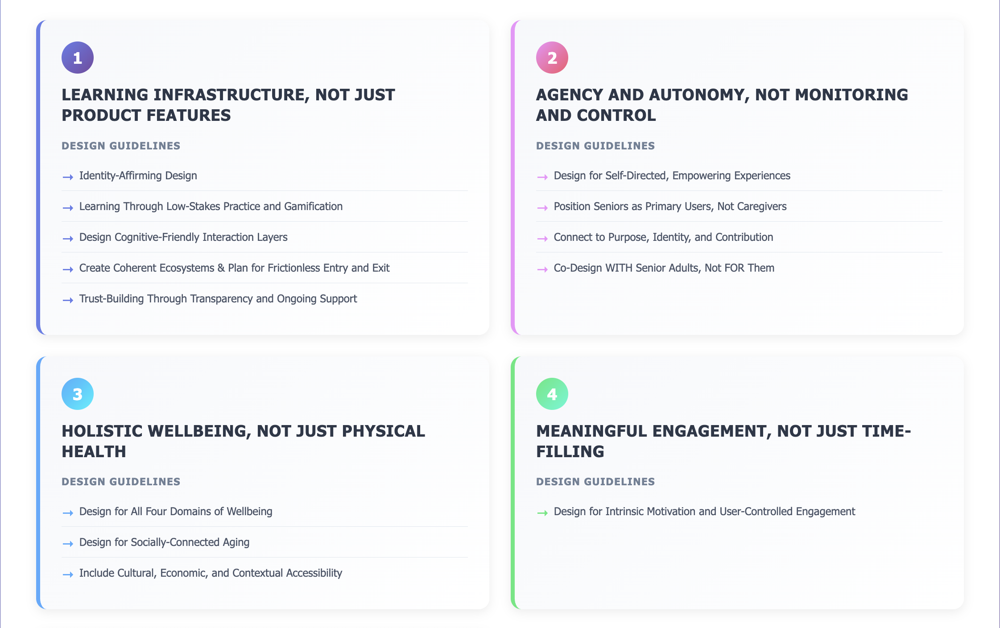 1
LEARNING INFRASTRUCTURE, NOT JUST
PRODUCT FEATURES
DESIGN GUIDELINES
→ Identity-Affirming Design
→ Learning Through Low-Stakes Practice and Gamification
→ Design Cognitive-Friendly Interaction Layers
→ Create Coherent Ecosystems & Plan for Frictionless Entry and Exit
→ Trust-Building Through Transparency and Ongoing Support
2
AGENCY AND AUTONOMY, NOT MONITORING
AND CONTROL
DESIGN GUIDELINES
→ Design for Self-Directed, Empowering Experiences
→ Position Seniors as Primary Users, Not Caregivers
→ Connect to Purpose, Identity, and Contribution
→ Co-Design WITH Senior Adults, Not FOR Them
3
HOLISTIC WELLBEING, NOT JUST PHYSICAL
HEALTH
DESIGN GUIDELINES
→ Design for All Four Domains of Wellbeing
→ Design for Socially-Connected Aging
→ Include Cultural, Economic, and Contextual Accessibility
4
MEANINGFUL ENGAGEMENT, NOT JUST TIME-
FILLING
DESIGN GUIDELINES
→ Design for Intrinsic Motivation and User-Controlled Engagement